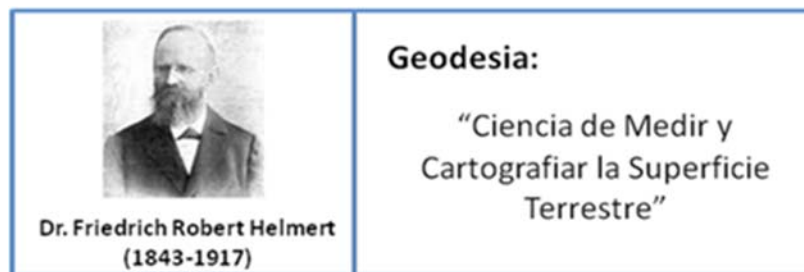 Dr. Friedrich Robert Helmert
(1843-1917)
Geodesia:
“Ciencia de Medir y
Cartografiar la Superficie
Terrestre”